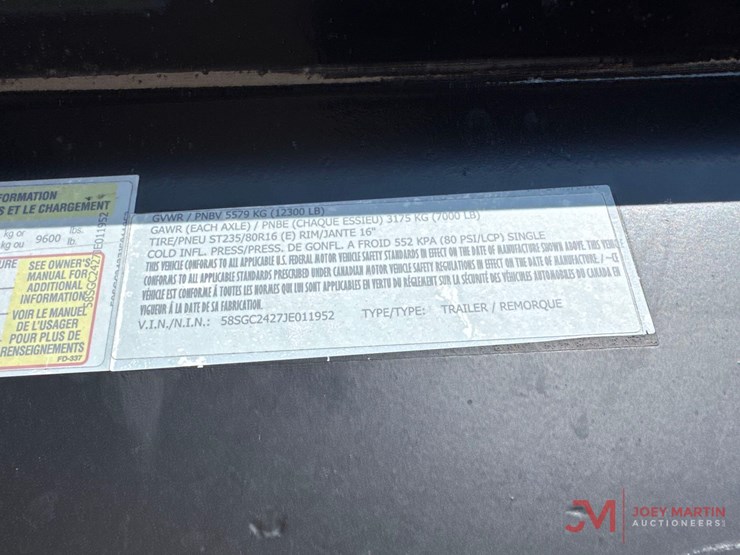 FORMATION
S ET LE CHARGEMENT
kg or
kg ou 9600 lbs.
lb.
SEE OWNER'S
MANUAL FOR
ADDITIONAL
INFORMATION
VOIR LE MANUEL
DE L'USAGER
POUR PLUS DE
RENSEIGNEMENTS
FD-337
58SGC2427JE011952
GVWR / PNBV 5579 KG (12300 LB)
GAWR (EACH AXLE) / PNBE (CHAQUE ESSIEU) 3175 KG (7000 LB)
TIRE/PNEU ST235/80R16 (E) RIM/JANTE 16"
COLD INFL. PRESS/PRESS. DE GONFL. A FROID 552 KPA (80 PSI/LCP) SINGLE
THIS VEHICLE CONFORMS TO ALL APPLICABLE U.S. FEDERAL MOTOR VEHICLE SAFETY STANDARDS IN EFFECT ON THE DATE OF MANUFACTURE SHOWN ABOVE. THIS VEHICLE
CONFORMS TO ALL APPLICABLE STANDARDS PRESCRIBED UNDER CANADIAN MOTOR VEHICLE SAFETY REGULATIONS IN EFFECT ON THE DATE OF MANUFACTURE. / ~CE
VÉHICLE EST CONFORME À TOUTES LES NORMES QUI LUI SONT APPLICABLES EN VERTU DU RÈGLEMENT SUR LA SÉCURITÉ DES VÉHICULES AUTOMOBILES DU CANADA EN
VIGUEUR À LA DATE DE SA FABRICATION.
V.I.N./N.I.N.: 58SGC2427JE011952 TYPE/TYPE: TRAILER / REMORQUE
JM JOEY MARTIN
AUCTIONEERS